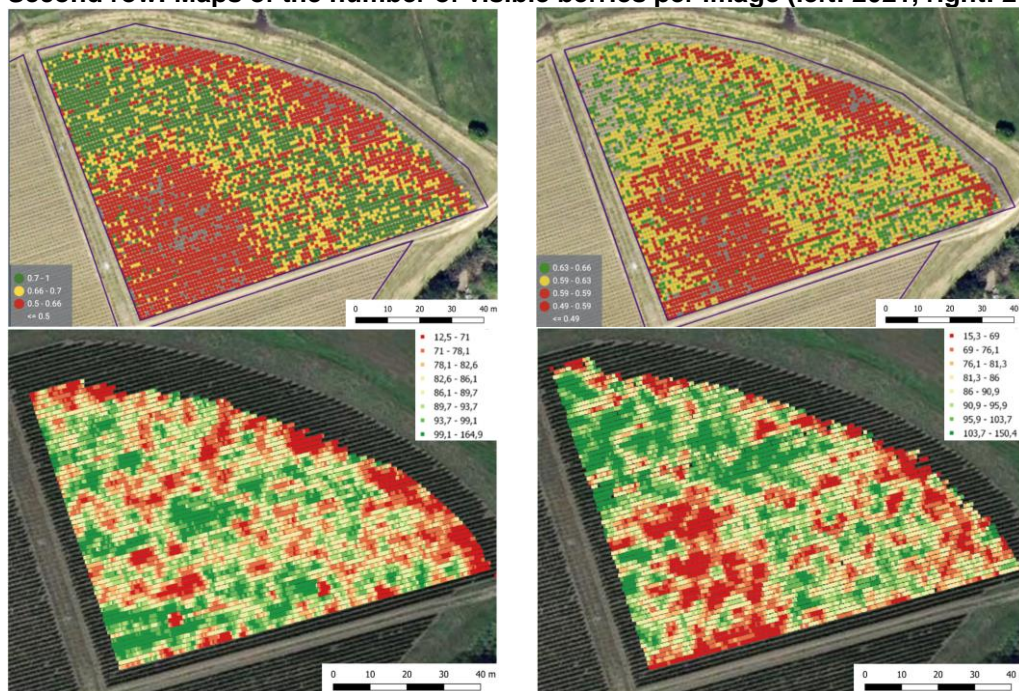 Second row: Maps of the number of visible berries per image (left: 2021, right: 2
0.7 - 1
0.66 - 0.7
0.5 - 0.66
<= 0.5
0 10 20 30 40 m
0.63 - 0.66
0.59 - 0.63
0.59 - 0.59
0.49 - 0.59
<= 0.49
0 10 20 30 40 m
12,5 - 71
71 - 78,1
78,1 - 82,6
82,6 - 86,1
86,1 - 89,7
89,7 - 93,7
93,7 - 99,1
99,1 - 164,9
0 10 20 30 40 m
15,3 - 69
69 - 76,1
76,1 - 81,3
81,3 - 86
86 - 90,9
90,9 - 95,9
95,9 - 103,7
103,7 - 150,4
0 10 20 30 40 m